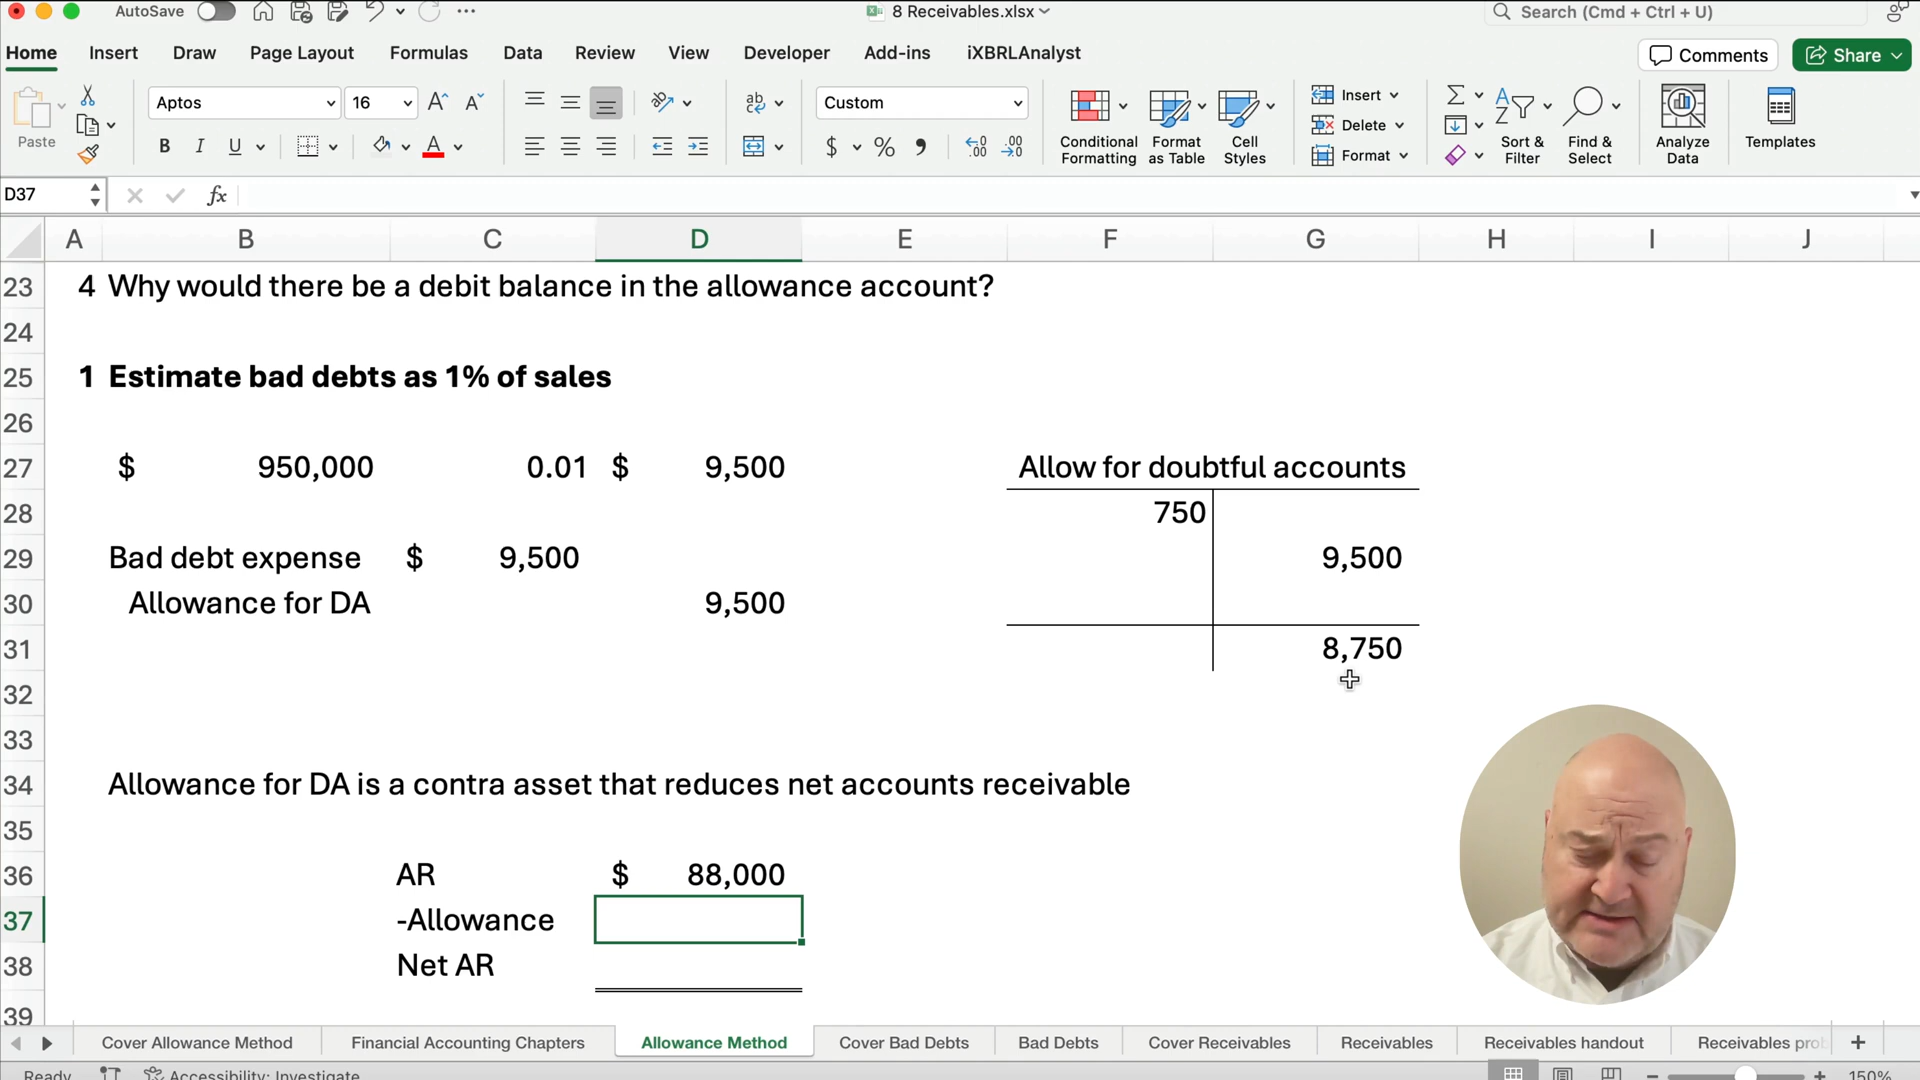 AutoSave
8 Receivables.xlsx
Search (Cmd + Ctrl + U)
Home Insert Draw Page Layout Formulas Data Review View Developer Add-ins iXBRLAnalyst
Comments Share
Paste
Aptos 16
B I U A
ab
Custom
$ % 9
Conditional Formatting
Format as Table
Cell Styles
Insert
Delete
Format
Sort & Filter
Find & Select
Analyze Data
Templates
D37 fx
A B C D E F G H I J
23 4 Why would there be a debit balance in the allowance account?
24
25 1 Estimate bad debts as 1% of sales
26
27 $ 950,000 0.01 $ 9,500 Allow for doubtful accounts
28 750
29 Bad debt expense $ 9,500 9,500
30 Allowance for DA 9,500
31 8,750
32
33
34 Allowance for DA is a contra asset that reduces net accounts receivable
35
36 AR $ 88,000
37 -Allowance
38 Net AR
39
Cover Allowance Method Financial Accounting Chapters Allowance Method Cover Bad Debts Bad Debts Cover Receivables Receivables Receivables handout Receivables pro
Ready Accessibility: Investigate 150%